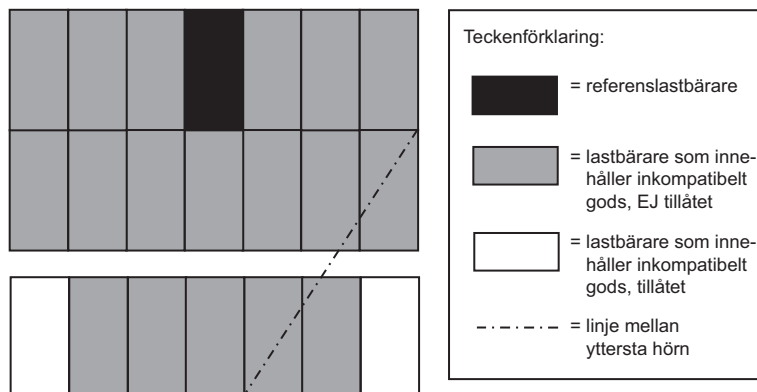 Teckenförklaring:
= referenslastbärare
= lastbärare som inne-
håller inkompatibelt
gods, EJ tillåtet
= lastbärare som inne-
håller inkompatibelt
gods, tillåtet
= linje mellan
yttersta hörn